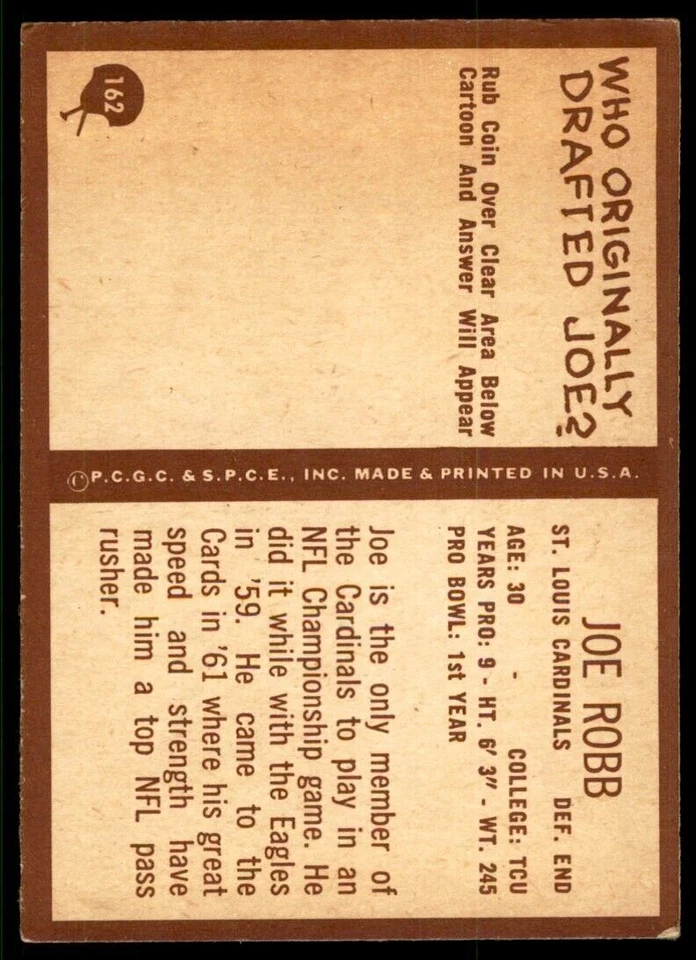 WHO ORIGINALLY
DRAFTED JOE?
Rub Coin Over Clear Area Below
Cartoon And Answer Will Appear
162
©P.C.G.C. & S.P.C.E., INC. MADE & PRINTED IN U.S.A.
JOE ROBB
ST. LOUIS CARDINALS DEF. END
AGE: 30 - COLLEGE: TCU
YEARS PRO: 9 - HT. 6' 3" - WT. 245
PRO BOWL: 1st YEAR
Joe is the only member of
the Cardinals to play in an
NFL Championship game. He
did it while with the Eagles
in '59. He came to the
Cards in '61 where his great
speed and strength have
made him a top NFL pass
rusher.